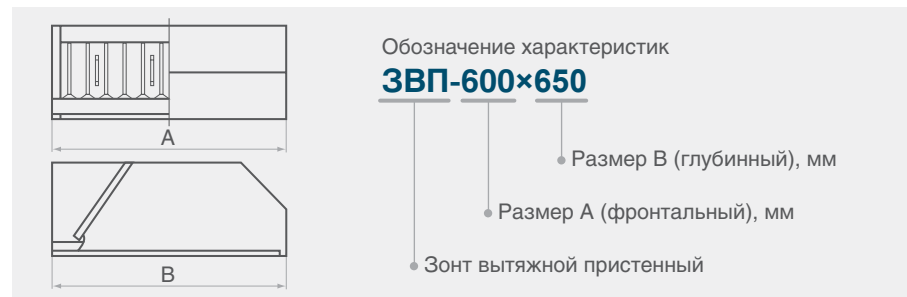 A
B
Обозначение характеристик
ЗВП-600×650
Размер В (глубинный), мм
Размер А (фронтальный), мм
Зонт вытяжной пристенный